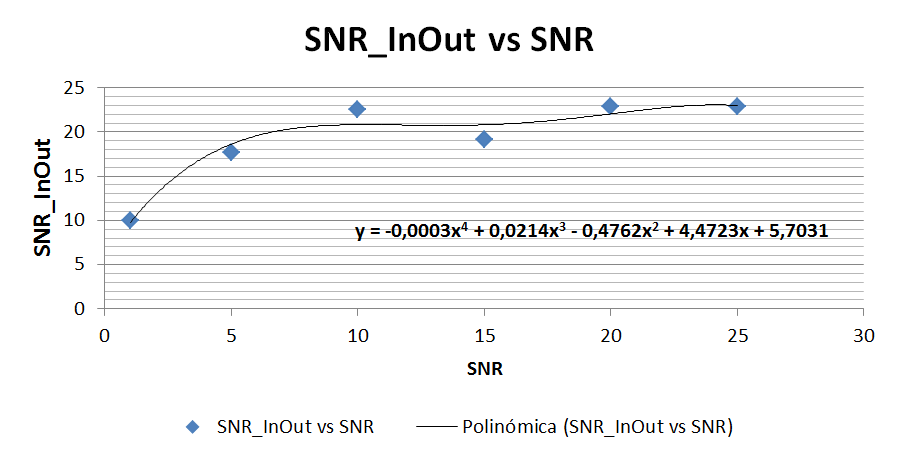 SNR_InOut vs SNR
25
20
15
10
5
0
SNR_InOut
y = -0,0003x⁴ + 0,0214x³ - 0,4762x² + 4,4723x + 5,7031
0 5 10 15 20 25 30
SNR
SNR_InOut vs SNR Polinómica (SNR_InOut vs SNR)